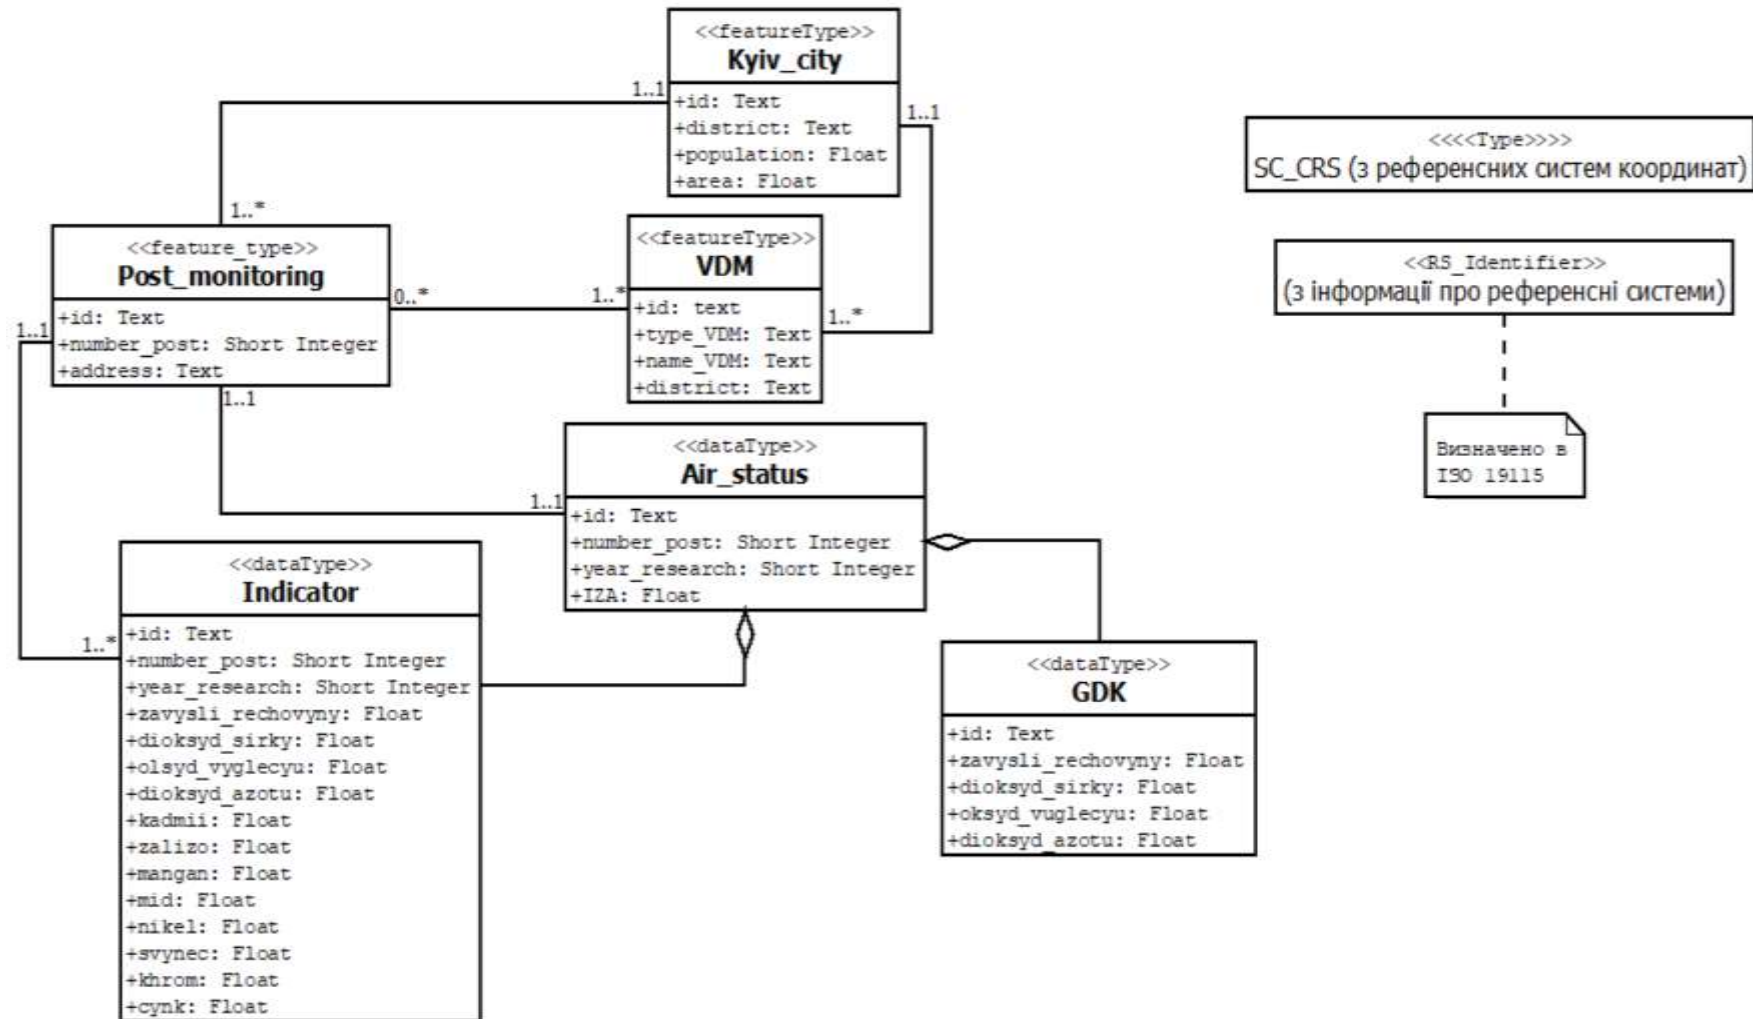 <<featureType>>
Kyiv_city
+id: Text
+district: Text
+population: Float
+area: Float
1..1
1..1
1..*
<<feature_type>>
Post_monitoring
+id: Text
+number_post: Short Integer
+address: Text
0..*
1..*
1..1
1..1
<<featureType>>
VDM
+id: text
+type_VDM: Text
+name_VDM: Text
+district: Text
1..*
<<dataType>>
Air_status
+id: Text
+number_post: Short Integer
+year_research: Short Integer
+IZA: Float
1..1
<<dataType>>
Indicator
+id: Text
+number_post: Short Integer
+year_research: Short Integer
+zavysli_rechovyny: Float
+dioksyd_sirky: Float
+olsyd_vyglecyu: Float
+dioksyd_azotu: Float
+kadmii: Float
+zalizo: Float
+mangan: Float
+mid: Float
+nikel: Float
+svynec: Float
+khrom: Float
+cynk: Float
1..*
<<dataType>>
GDK
+id: Text
+zavysli_rechovyny: Float
+dioksyd_sirky: Float
+oksyd_vuglecyu: Float
+dioksyd_azotu: Float
<<<<Type>>>>
SC_CRS (з референсних систем координат)
<<RS_Identifier>>
(з інформації про референсні системи)
Визначено в
ISO 19115